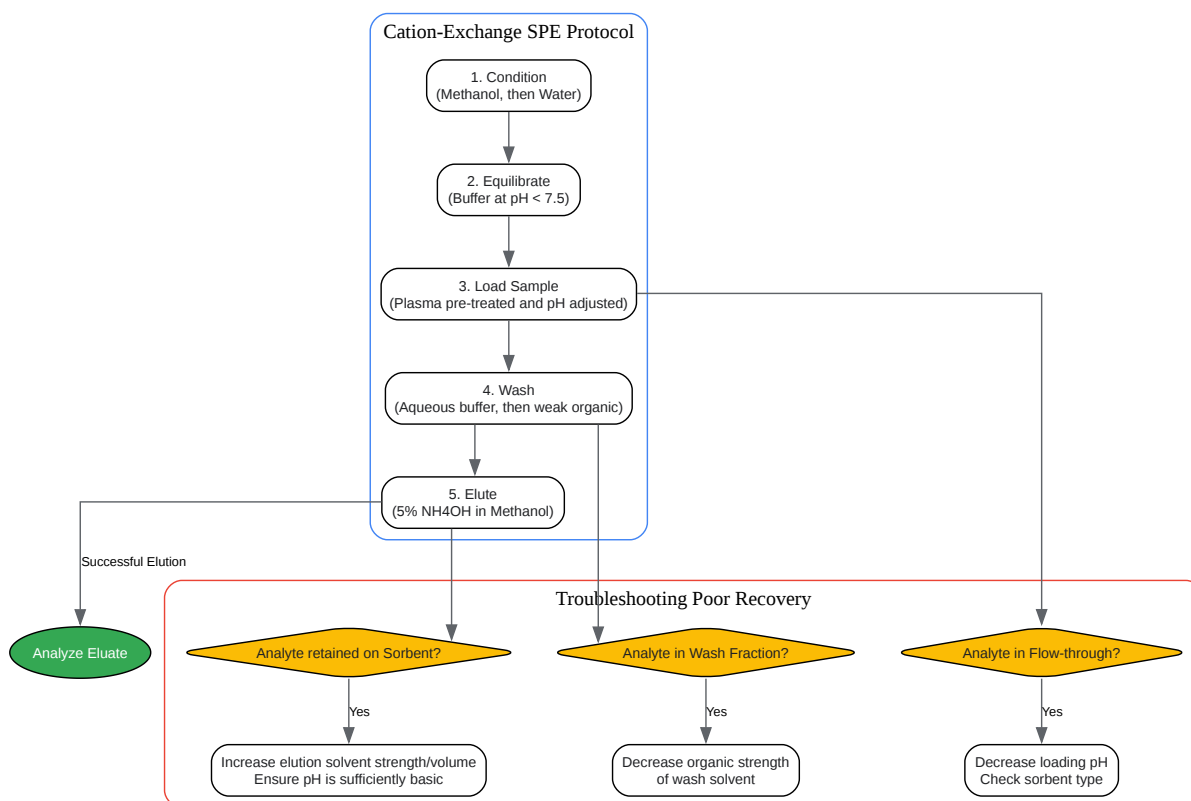 Cation-Exchange SPE Protocol
1. Condition
(Methanol, then Water)
2. Equilibrate
(Buffer at pH < 7.5)
3. Load Sample
(Plasma pre-treated and pH adjusted)
4. Wash
(Aqueous buffer, then weak organic)
5. Elute
(5% NH4OH in Methanol)
Successful Elution
Troubleshooting Poor Recovery
Analyze Eluate
Analyte retained on Sorbent?
Analyte in Wash Fraction?
Analyte in Flow-through?
Yes
Yes
Yes
Increase elution solvent strength/volume
Ensure pH is sufficiently basic
Decrease organic strength
of wash solvent
Decrease loading pH
Check sorbent type